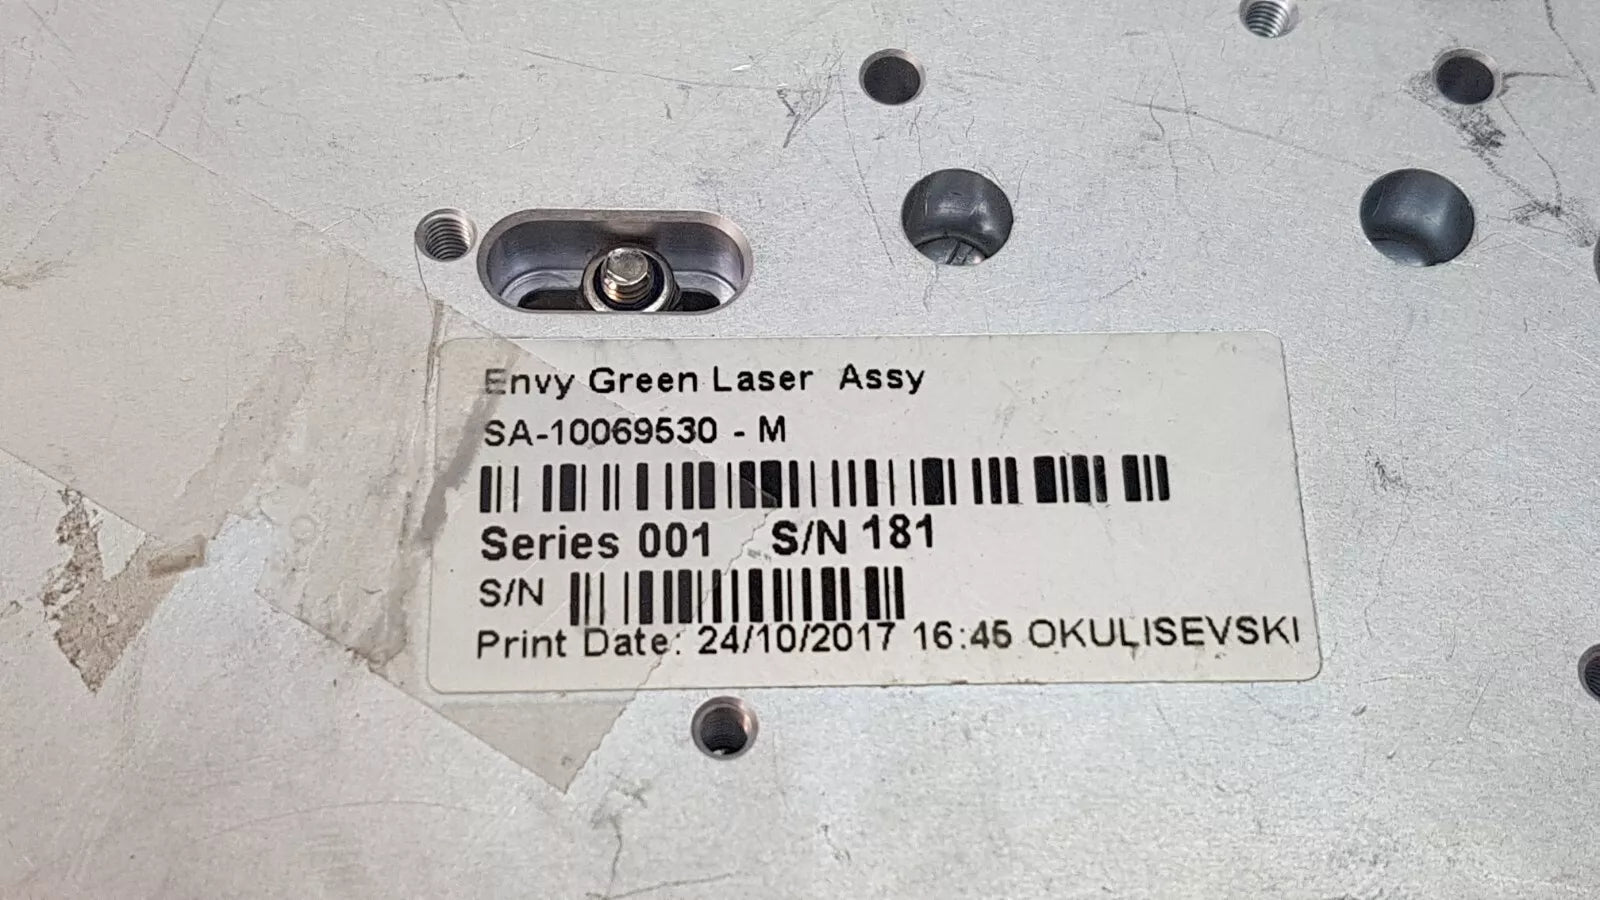 Envy Green Laser Assy
SA-10069530 - M
Series 001 S/N 181
S/N
Print Date: 24/10/2017 16:45 OKULISEVSKI